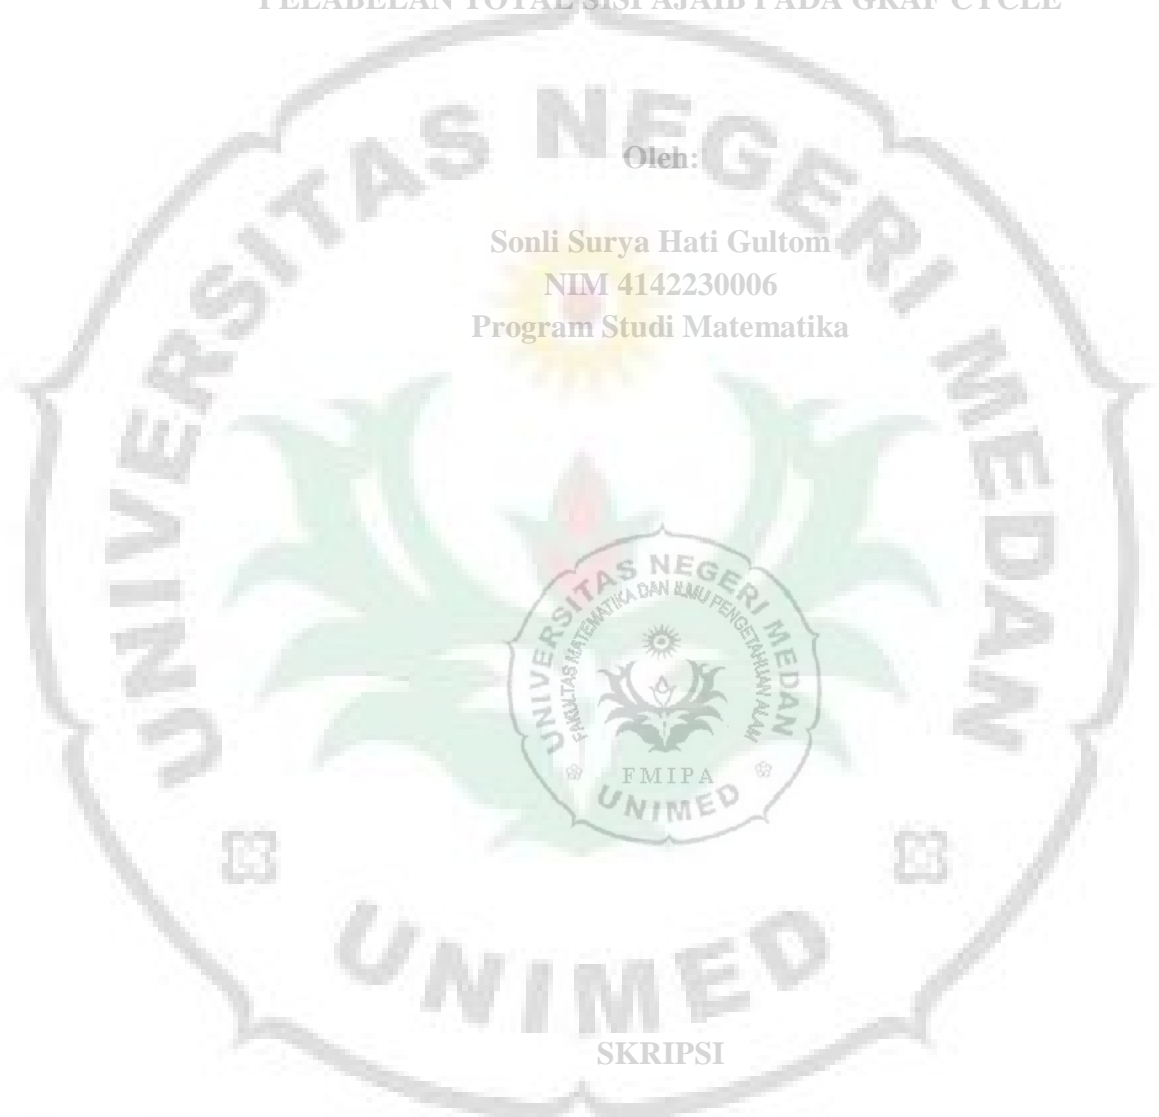 PELABELAN TOTAL SISI AJAIB PADA GRAF CYCLE
Oleh:
Sonli Surya Hati Gultom
NIM 4142230006
Program Studi Matematika
UNIVERSITAS NEGERI MEDAN
UNIMED
UNIVERSITAS NEGERI MEDAN
FAKULTAS MATEMATIKA DAN ILMU PENGETAHUAN ALAM
FMIPA
UNIMED
SKRIPSI